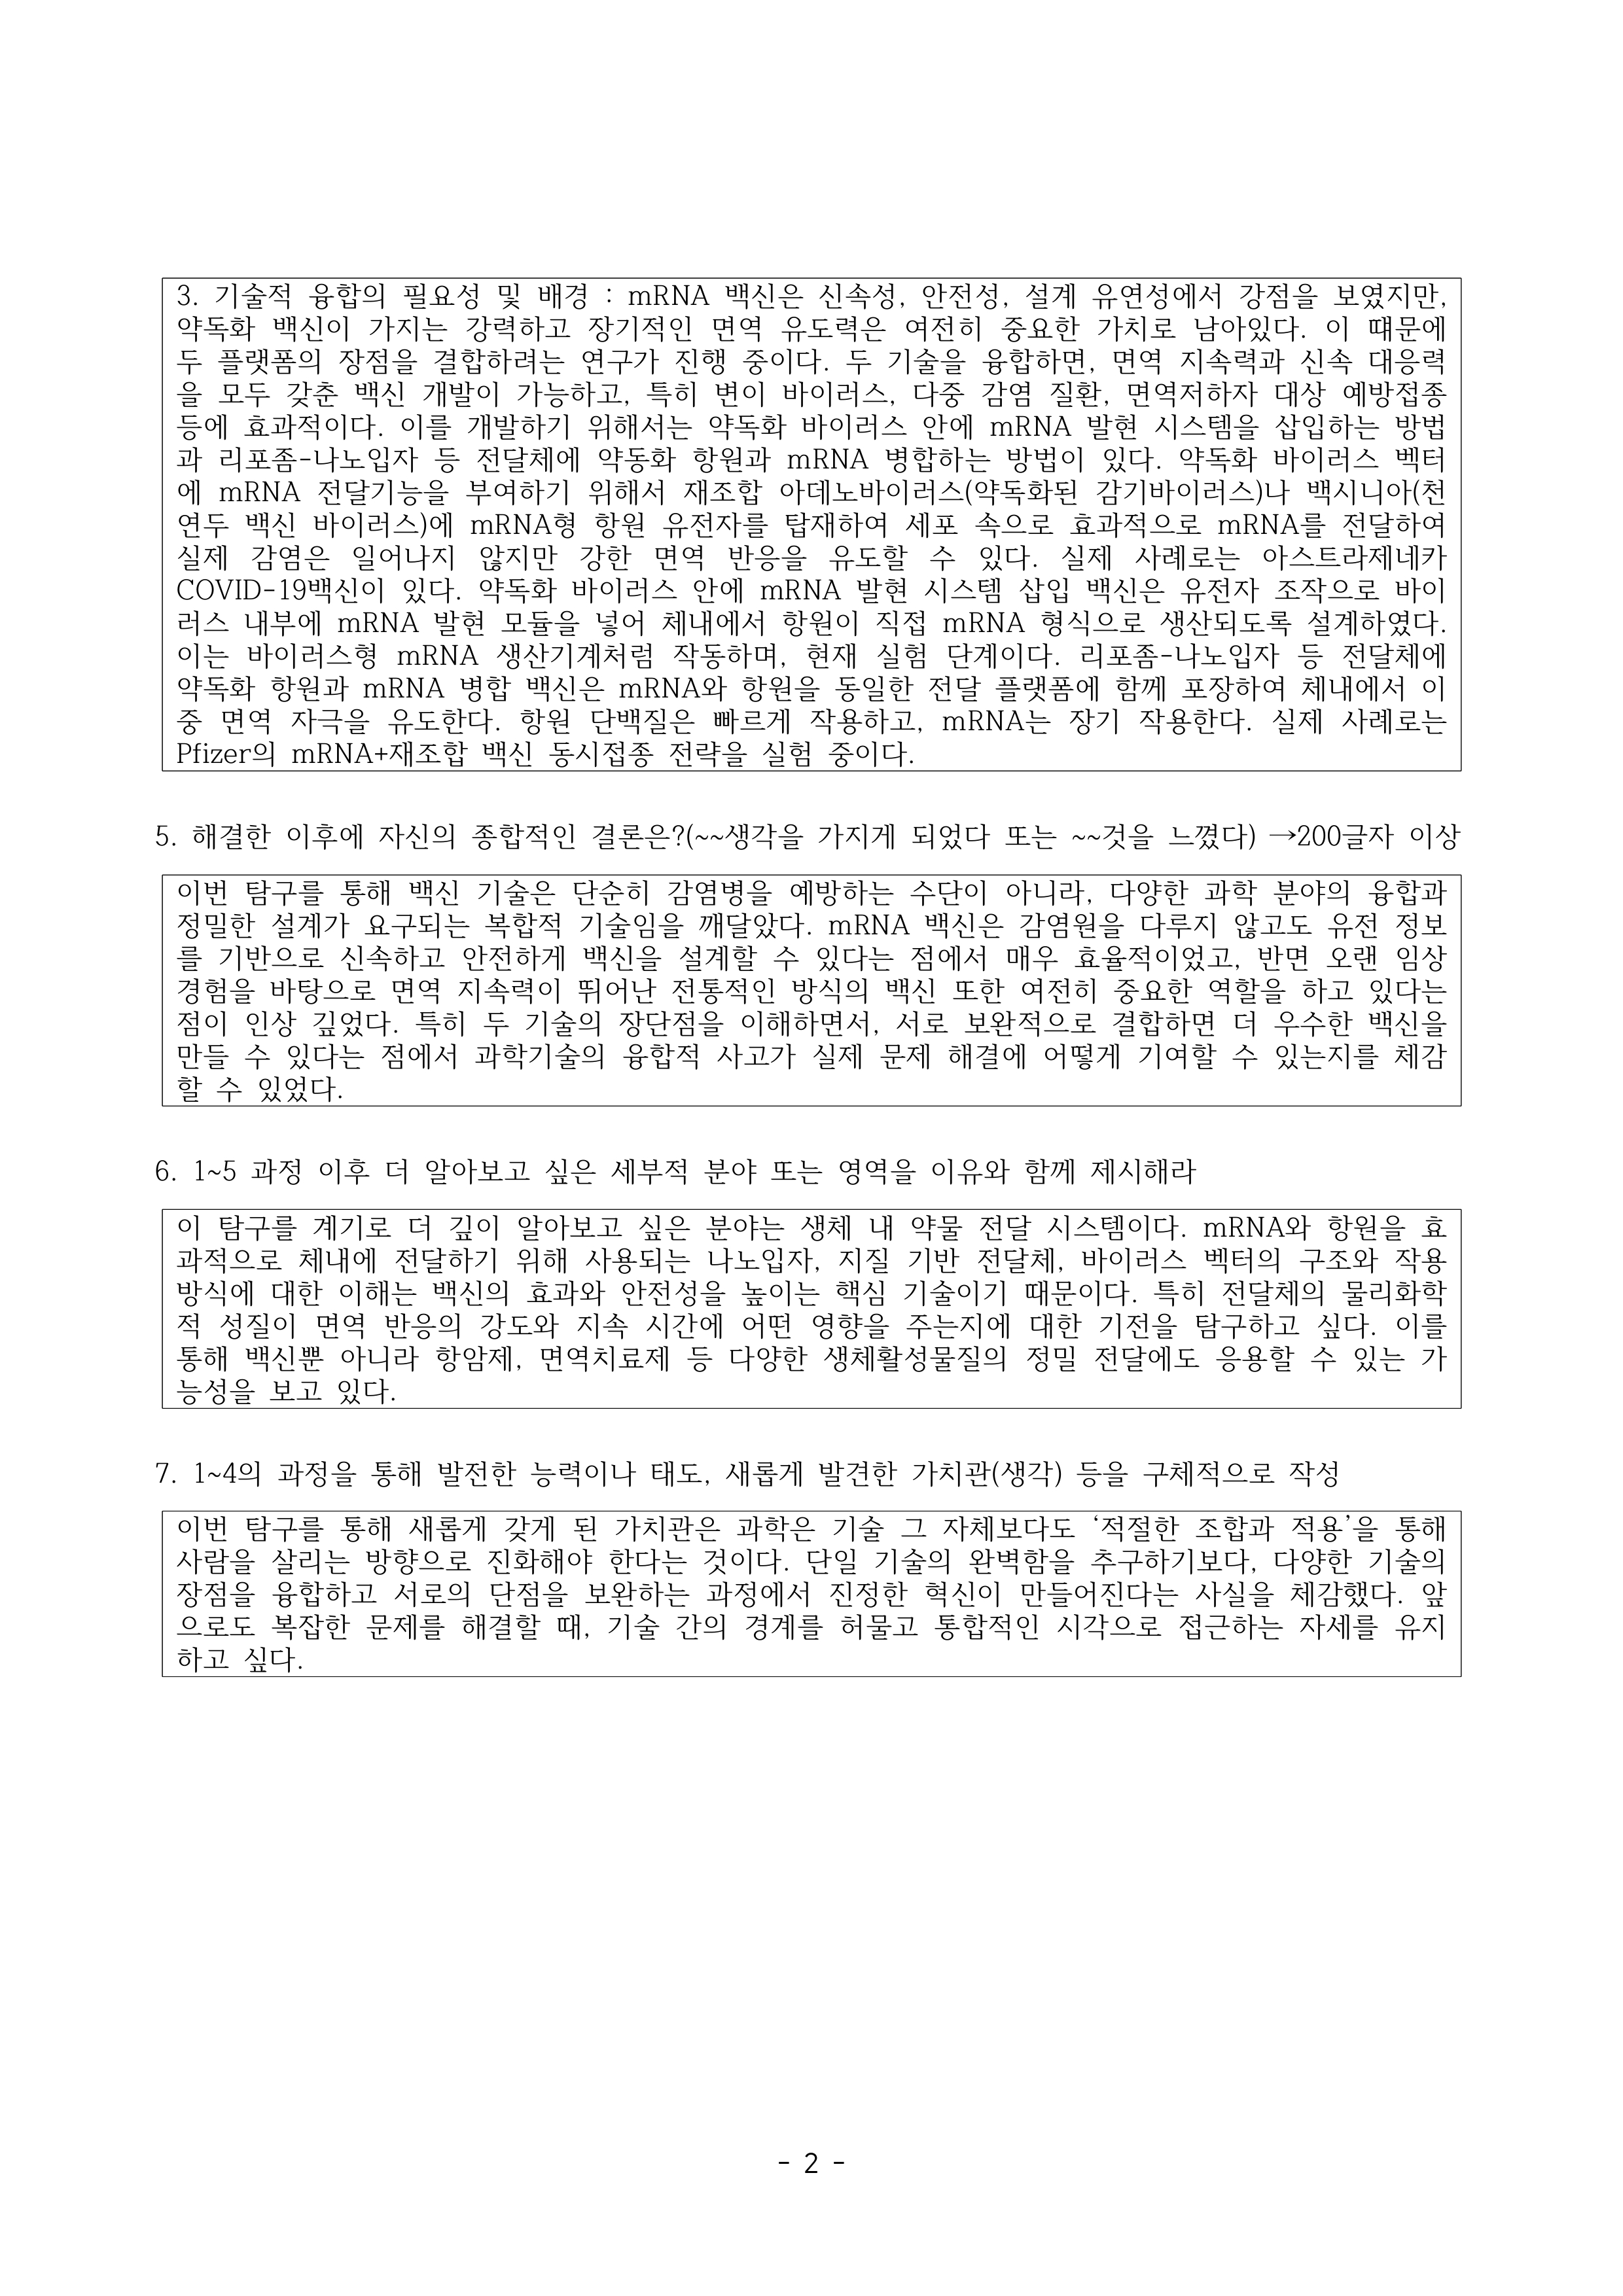 3. 기술적 융합의 필요성 및 배경 : mRNA 백신은 신속성, 안전성, 설계 유연성에서 강점을 보였지만,
약독화 백신이 가지는 강력하고 장기적인 면역 유도력은 여전히 중요한 가치로 남아있다. 이 떄문에
두 플랫폼의 장점을 결합하려는 연구가 진행 중이다. 두 기술을 융합하면, 면역 지속력과 신속 대응력
을 모두 갖춘 백신 개발이 가능하고, 특히 변이 바이러스, 다중 감염 질환, 면역저하자 대상 예방접종
등에 효과적이다. 이를 개발하기 위해서는 약독화 바이러스 안에 mRNA 발현 시스템을 삽입하는 방법
과 리포좀-나노입자 등 전달체에 약동화 항원과 mRNA 병합하는 방법이 있다. 약독화 바이러스 벡터
에 mRNA 전달기능을 부여하기 위해서 재조합 아데노바이러스(약독화된 감기바이러스)나 백시니아(천
연두 백신 바이러스)에 mRNA형 항원 유전자를 탑재하여 세포 속으로 효과적으로 mRNA를 전달하여
실제 감염은 일어나지 않지만 강한 면역 반응을 유도할 수 있다. 실제 사례로는 아스트라제네카
COVID-19백신이 있다. 약독화 바이러스 안에 mRNA 발현 시스템 삽입 백신은 유전자 조작으로 바이
러스 내부에 mRNA 발현 모듈을 넣어 체내에서 항원이 직접 mRNA 형식으로 생산되도록 설계하였다.
이는 바이러스형 mRNA 생산기계처럼 작동하며, 현재 실험 단계이다. 리포좀-나노입자 등 전달체에
약독화 항원과 mRNA 병합 백신은 mRNA와 항원을 동일한 전달 플랫폼에 함께 포장하여 체내에서 이
중 면역 자극을 유도한다. 항원 단백질은 빠르게 작용하고, mRNA는 장기 작용한다. 실제 사례로는
Pfizer의 mRNA+재조합 백신 동시접종 전략을 실험 중이다.
5. 해결한 이후에 자신의 종합적인 결론은?(~~생각을 가지게 되었다 또는 ~~것을 느꼈다) →200글자 이상
이번 탐구를 통해 백신 기술은 단순히 감염병을 예방하는 수단이 아니라, 다양한 과학 분야의 융합과
정밀한 설계가 요구되는 복합적 기술임을 깨달았다. mRNA 백신은 감염원을 다루지 않고도 유전 정보
를 기반으로 신속하고 안전하게 백신을 설계할 수 있다는 점에서 매우 효율적이었고, 반면 오랜 임상
경험을 바탕으로 면역 지속력이 뛰어난 전통적인 방식의 백신 또한 여전히 중요한 역할을 하고 있다는
점이 인상 깊었다. 특히 두 기술의 장단점을 이해하면서, 서로 보완적으로 결합하면 더 우수한 백신을
만들 수 있다는 점에서 과학기술의 융합적 사고가 실제 문제 해결에 어떻게 기여할 수 있는지를 체감
할 수 있었다.
6. 1~5 과정 이후 더 알아보고 싶은 세부적 분야 또는 영역을 이유와 함께 제시해라
이 탐구를 계기로 더 깊이 알아보고 싶은 분야는 생체 내 약물 전달 시스템이다. mRNA와 항원을 효
과적으로 체내에 전달하기 위해 사용되는 나노입자, 지질 기반 전달체, 바이러스 벡터의 구조와 작용
방식에 대한 이해는 백신의 효과와 안전성을 높이는 핵심 기술이기 때문이다. 특히 전달체의 물리화학
적 성질이 면역 반응의 강도와 지속 시간에 어떤 영향을 주는지에 대한 기전을 탐구하고 싶다. 이를
통해 백신뿐 아니라 항암제, 면역치료제 등 다양한 생체활성물질의 정밀 전달에도 응용할 수 있는 가
능성을 보고 있다.
7. 1~4의 과정을 통해 발전한 능력이나 태도, 새롭게 발견한 가치관(생각) 등을 구체적으로 작성
이번 탐구를 통해 새롭게 갖게 된 가치관은 과학은 기술 그 자체보다도 ‘적절한 조합과 적용’을 통해
사람을 살리는 방향으로 진화해야 한다는 것이다. 단일 기술의 완벽함을 추구하기보다, 다양한 기술의
장점을 융합하고 서로의 단점을 보완하는 과정에서 진정한 혁신이 만들어진다는 사실을 체감했다. 앞
으로도 복잡한 문제를 해결할 때, 기술 간의 경계를 허물고 통합적인 시각으로 접근하는 자세를 유지
하고 싶다.
- 2 -